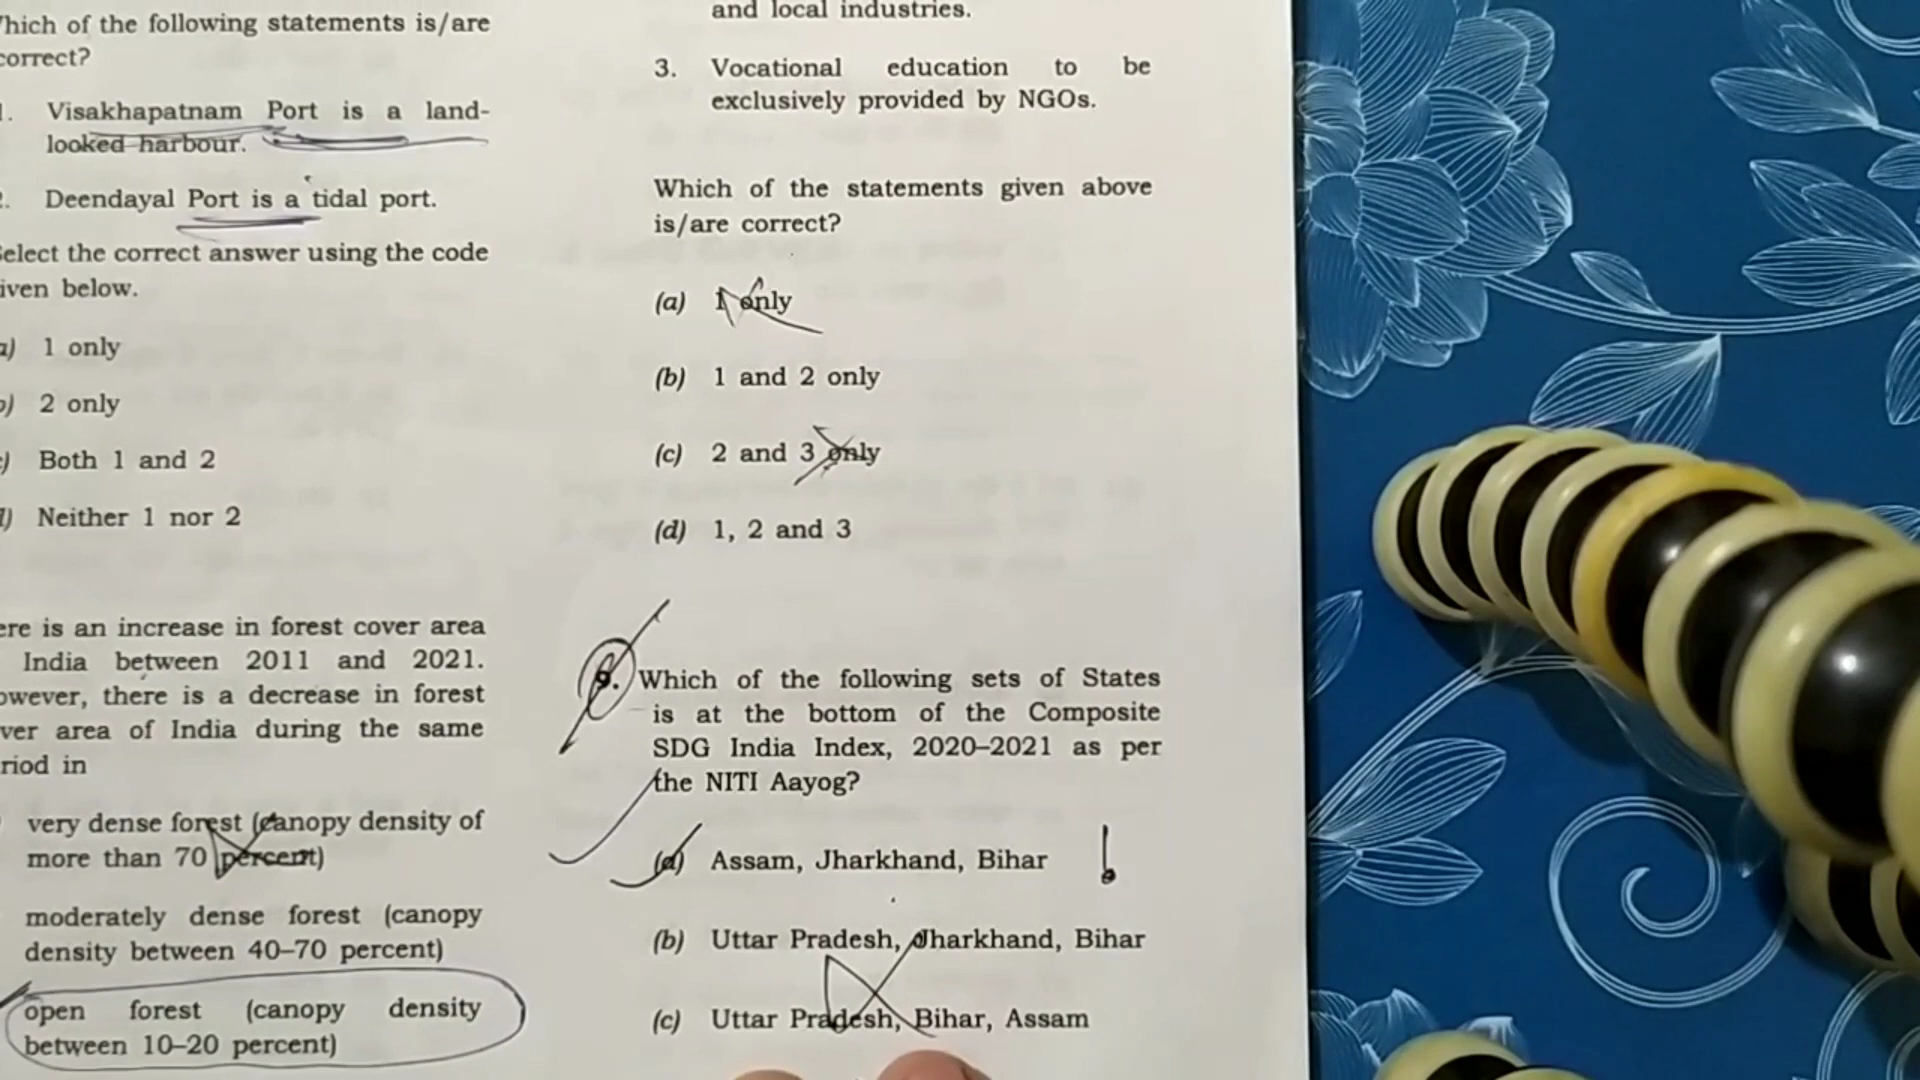 hich of the following statements is/are
correct?
1. Visakhapatnam Port is a land-
looked harbour.
2. Deendayal Port is a tidal port.
Select the correct answer using the code
iven below.
a) 1 only
b) 2 only
c) Both 1 and 2
d) Neither 1 nor 2
ere is an increase in forest cover area
India between 2011 and 2021.
owever, there is a decrease in forest
ver area of India during the same
riod in
very dense forest (canopy density of
more than 70 percent)
moderately dense forest (canopy
density between 40–70 percent)
open forest (canopy density
between 10–20 percent)
and local industries.
3. Vocational education to be
exclusively provided by NGOs.
Which of the statements given above
is/are correct?
(a) 1 only
(b) 1 and 2 only
(c) 2 and 3 only
(d) 1, 2 and 3
9. Which of the following sets of States
is at the bottom of the Composite
SDG India Index, 2020–2021 as per
the NITI Aayog?
(a) Assam, Jharkhand, Bihar
(b) Uttar Pradesh, Jharkhand, Bihar
(c) Uttar Pradesh, Bihar, Assam